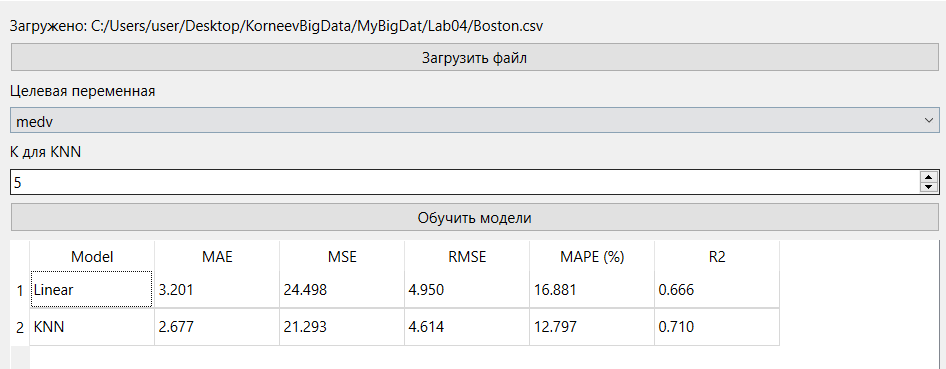 Загружено: C:/Users/user/Desktop/KorneevBigData/MyBigDat/Lab04/Boston.csv
Загрузить файл
Целевая переменная
medv
К для KNN
5
Обучить модели
Model MAE MSE RMSE MAPE (%) R2
1 Linear 3.201 24.498 4.950 16.881 0.666
2 KNN 2.677 21.293 4.614 12.797 0.710